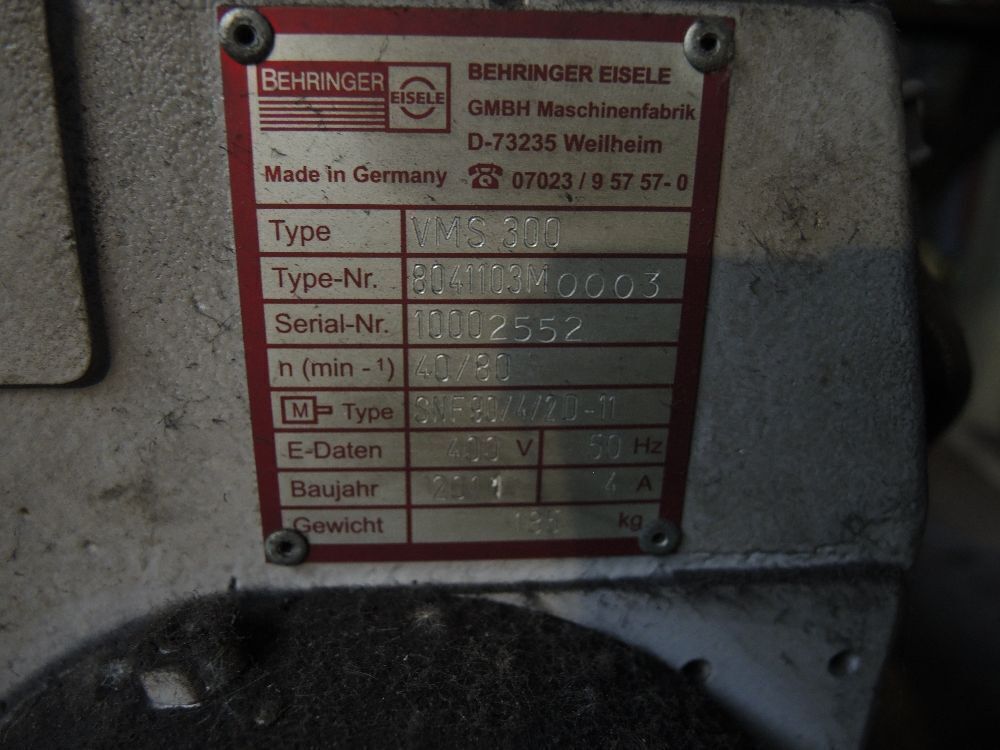 BEHRINGER EISELE
BEHRINGER EISELE
GMBH Maschinenfabrik
D-73235 Weilheim
Made in Germany ☎ 07023 / 9 57 57- 0
Type VMS 300
Type-Nr. 8041103M0003
Serial-Nr. 10002552
n (min -1) 40/80
M Type SNF90/4/2D-11
E-Daten 400 V 50 Hz
Baujahr 2011 4 A
Gewicht kg